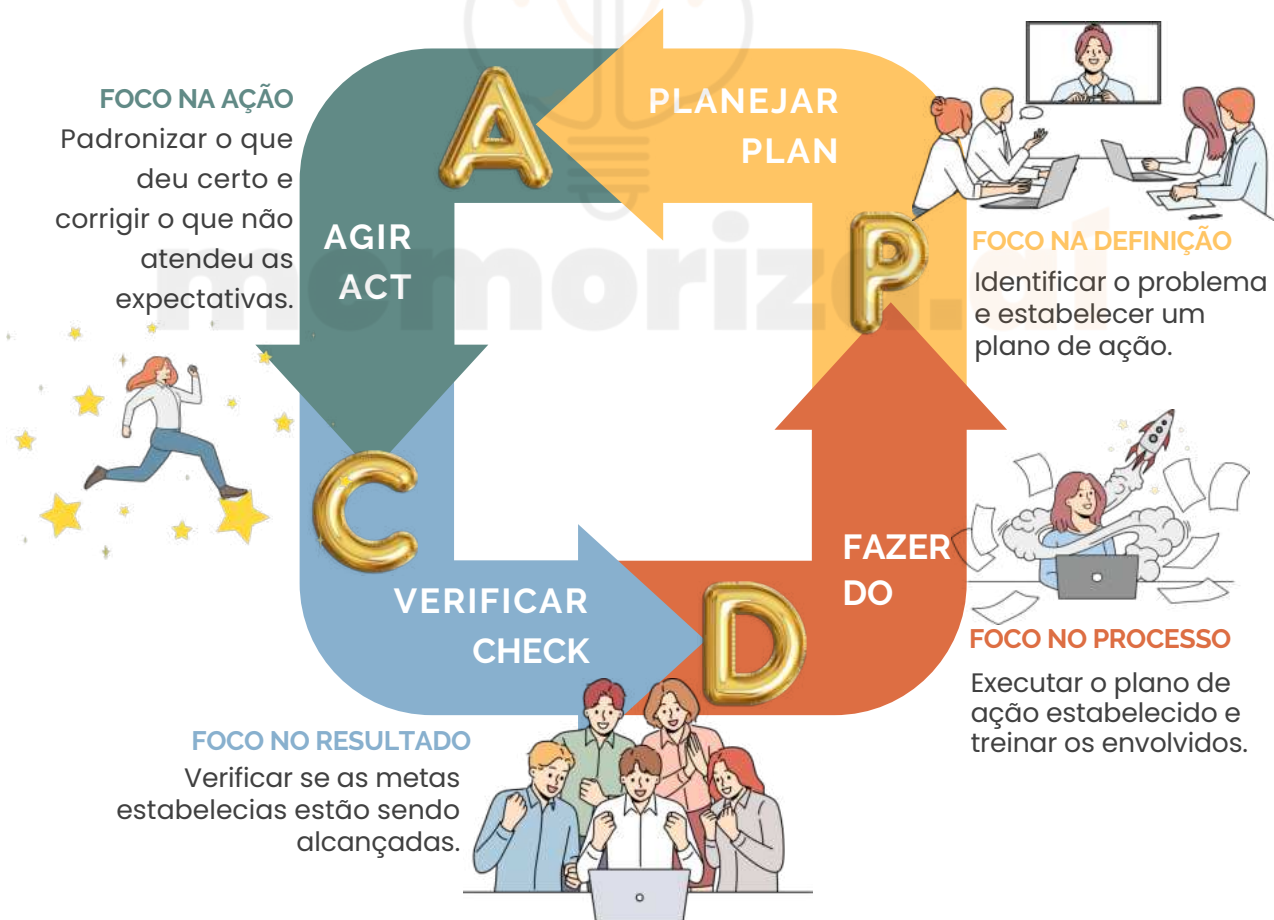 FOCO NA AÇÃO
Padronizar o que
deu certo e
corrigir o que não
atendeu as
expectativas.
A
AGIR
ACT
PLANEJAR
PLAN
P
FOCO NA DEFINIÇÃO
Identificar o problema
e estabelecer um
plano de ação.
C
VERIFICAR
CHECK
D
FAZER
DO
FOCO NO PROCESSO
Executar o plano de
ação estabelecido e
treinar os envolvidos.
FOCO NO RESULTADO
Verificar se as metas
estabelecias estão sendo
alcançadas.